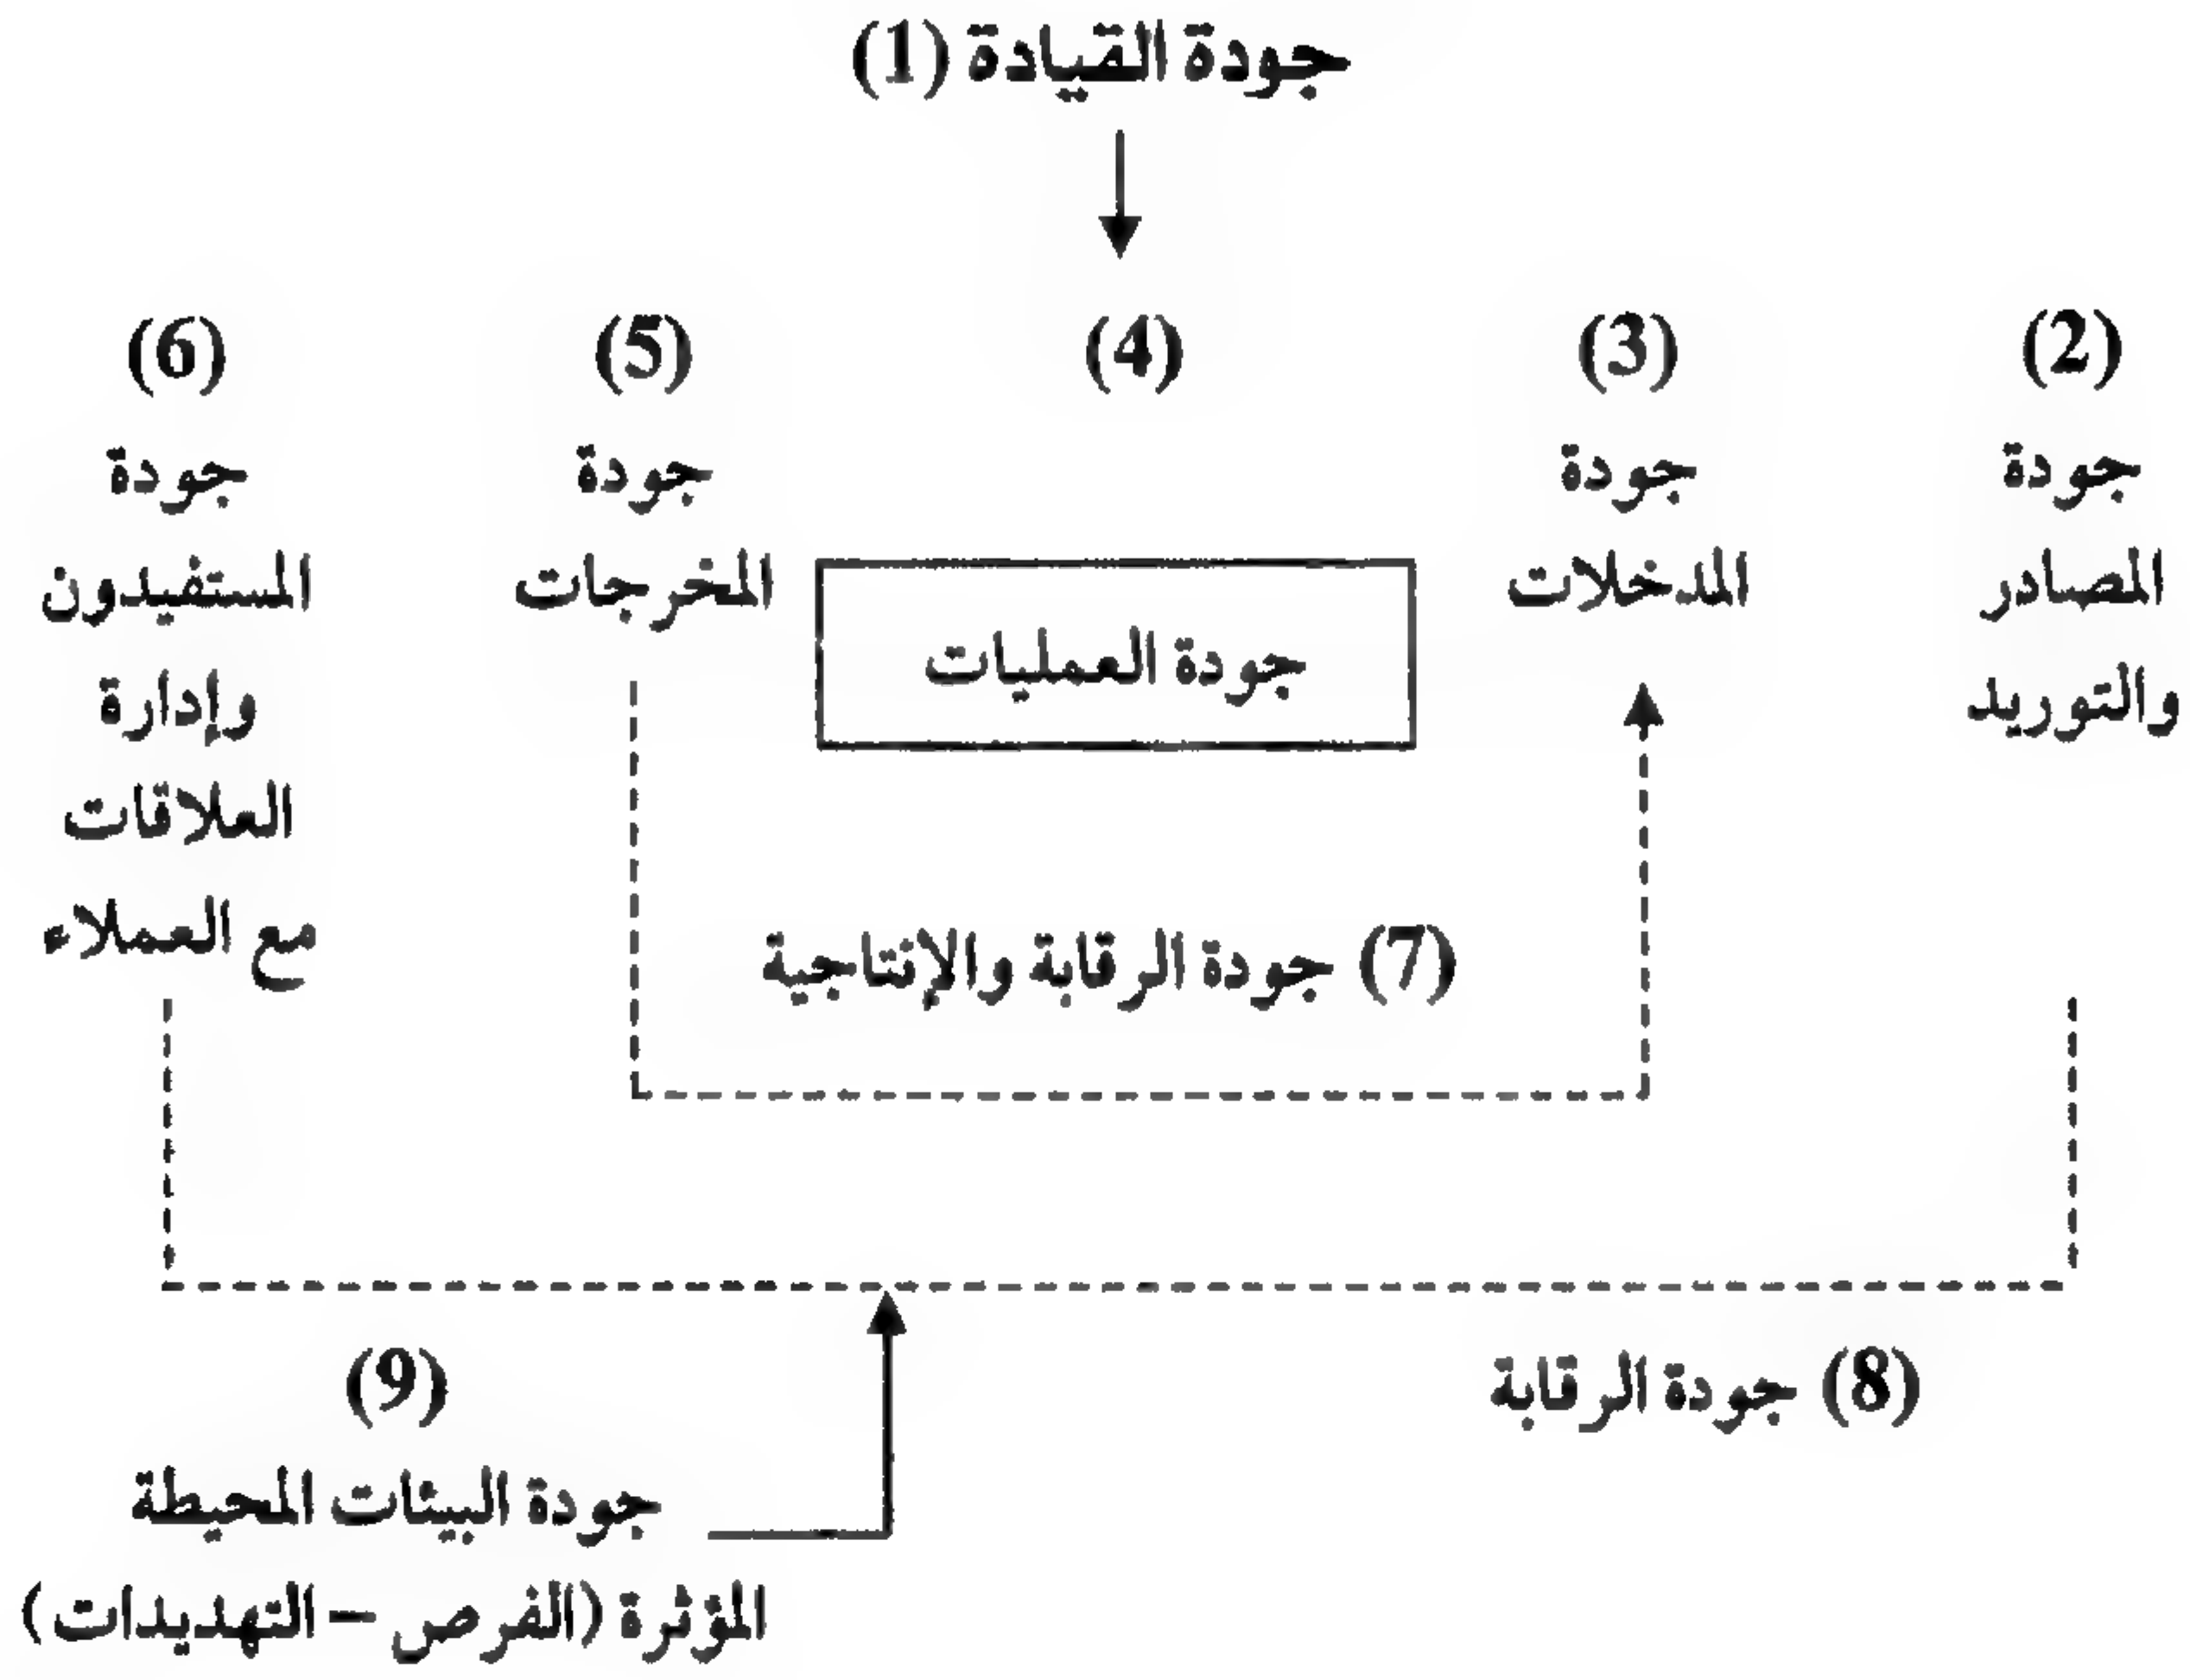 جودة القيادة (1)
(2)
جودة
المصادر
والتوريد
(3)
جودة
المدخلات
(4)
جودة العمليات
(5)
جودة
المخرجات
(6)
جودة
المستفيدون
وإدارة
العلاقات
مع العملاء
(7) جودة الرقابة والإنتاجية
(8) جودة الرقابة
(9)
جودة البيئات المحيطة
المؤثرة (الفرص – التهديدات)